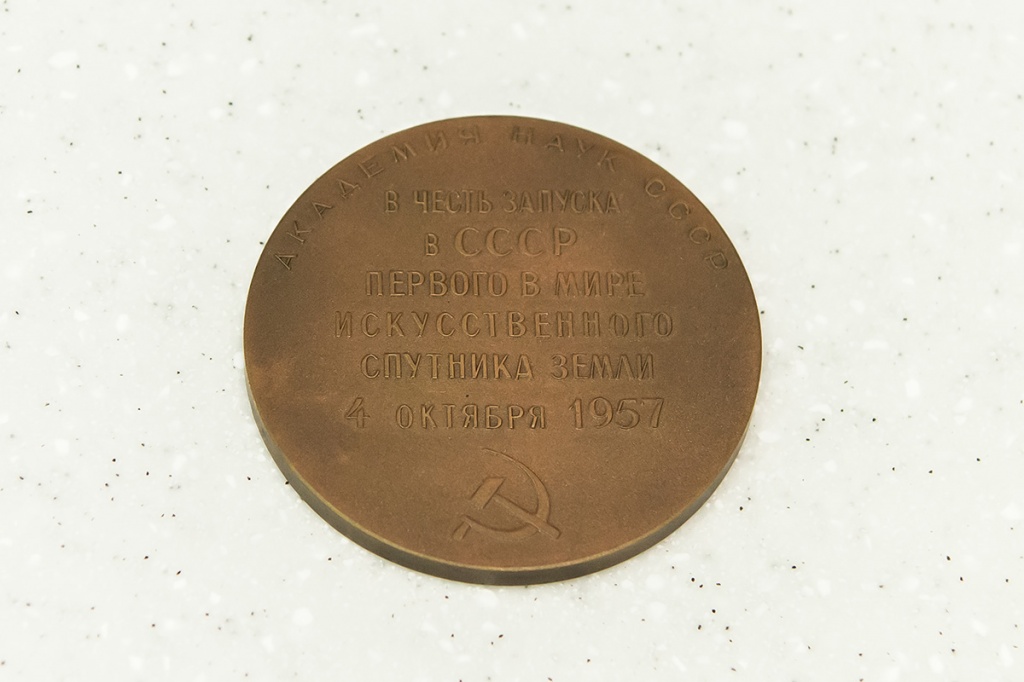 АКАДЕМИЯ НАУК СССР
В ЧЕСТЬ ЗАПУСКА
В СССР
ПЕРВОГО В МИРЕ
ИСКУССТВЕННОГО
СПУТНИКА ЗЕМЛИ
4 ОКТЯБРЯ 1957